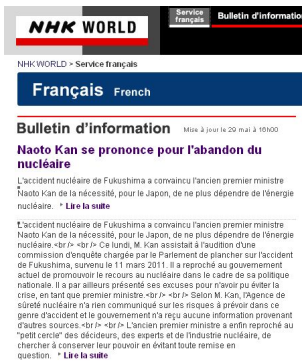 NHK WORLD
Service
français
Bulletin d'informatio
NHK WORLD > Service français
Français French
Bulletin d'information Mise à jour le 29 mai à 16h00
Naoto Kan se prononce pour l'abandon du
nucléaire
L'accident nucléaire de Fukushima a convaincu l'ancien premier ministre
Naoto Kan de la nécessité, pour le Japon, de ne plus dépendre de l'énergie
nucléaire. * Lire la suite
L'accident nucléaire de Fukushima a convaincu l'ancien premier ministre
Naoto Kan de la nécessité, pour le Japon, de ne plus dépendre de l'énergie
nucléaire.<br /> <br /> Ce lundi, M. Kan assistait à l'audition d'une
commission d'enquête chargée par le Parlement de plancher sur l'accident
de Fukushima, survenu le 11 mars 2011. Il a reproché au gouvernement
actuel de promouvoir le recours au nucléaire dans le cadre de sa politique
nationale. Il a par ailleurs présenté ses excuses pour n'avoir pu éviter la
crise, en tant que premier ministre.<br /> <br /> Selon M. Kan, l'Agence de
sûreté nucléaire n'a rien communiqué sur les risques à prévoir dans ce
genre d'accident et le gouvernement n'a reçu aucune information provenant
d'autres sources.<br /> <br /> L'ancien premier ministre a enfin reproché au
"petit cercle" des décideurs, des experts et de l'industrie nucléaire, de
chercher à conserver leur pouvoir en évitant toute remise en
question. * Lire la suite